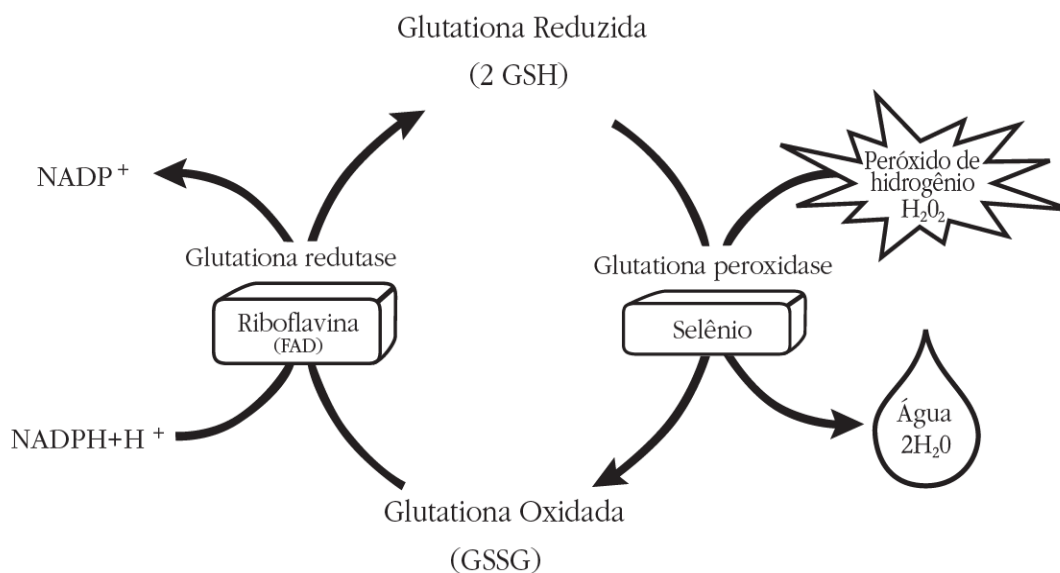 Glutationa Reduzida
(2 GSH)
NADP +
Peróxido de
hidrogênio
H₂0₂
Glutationa redutase
Glutationa peroxidase
Riboflavina
(FAD)
Selênio
NADPH+H +
Água
2H₂0
Glutationa Oxidada
(GSSG)